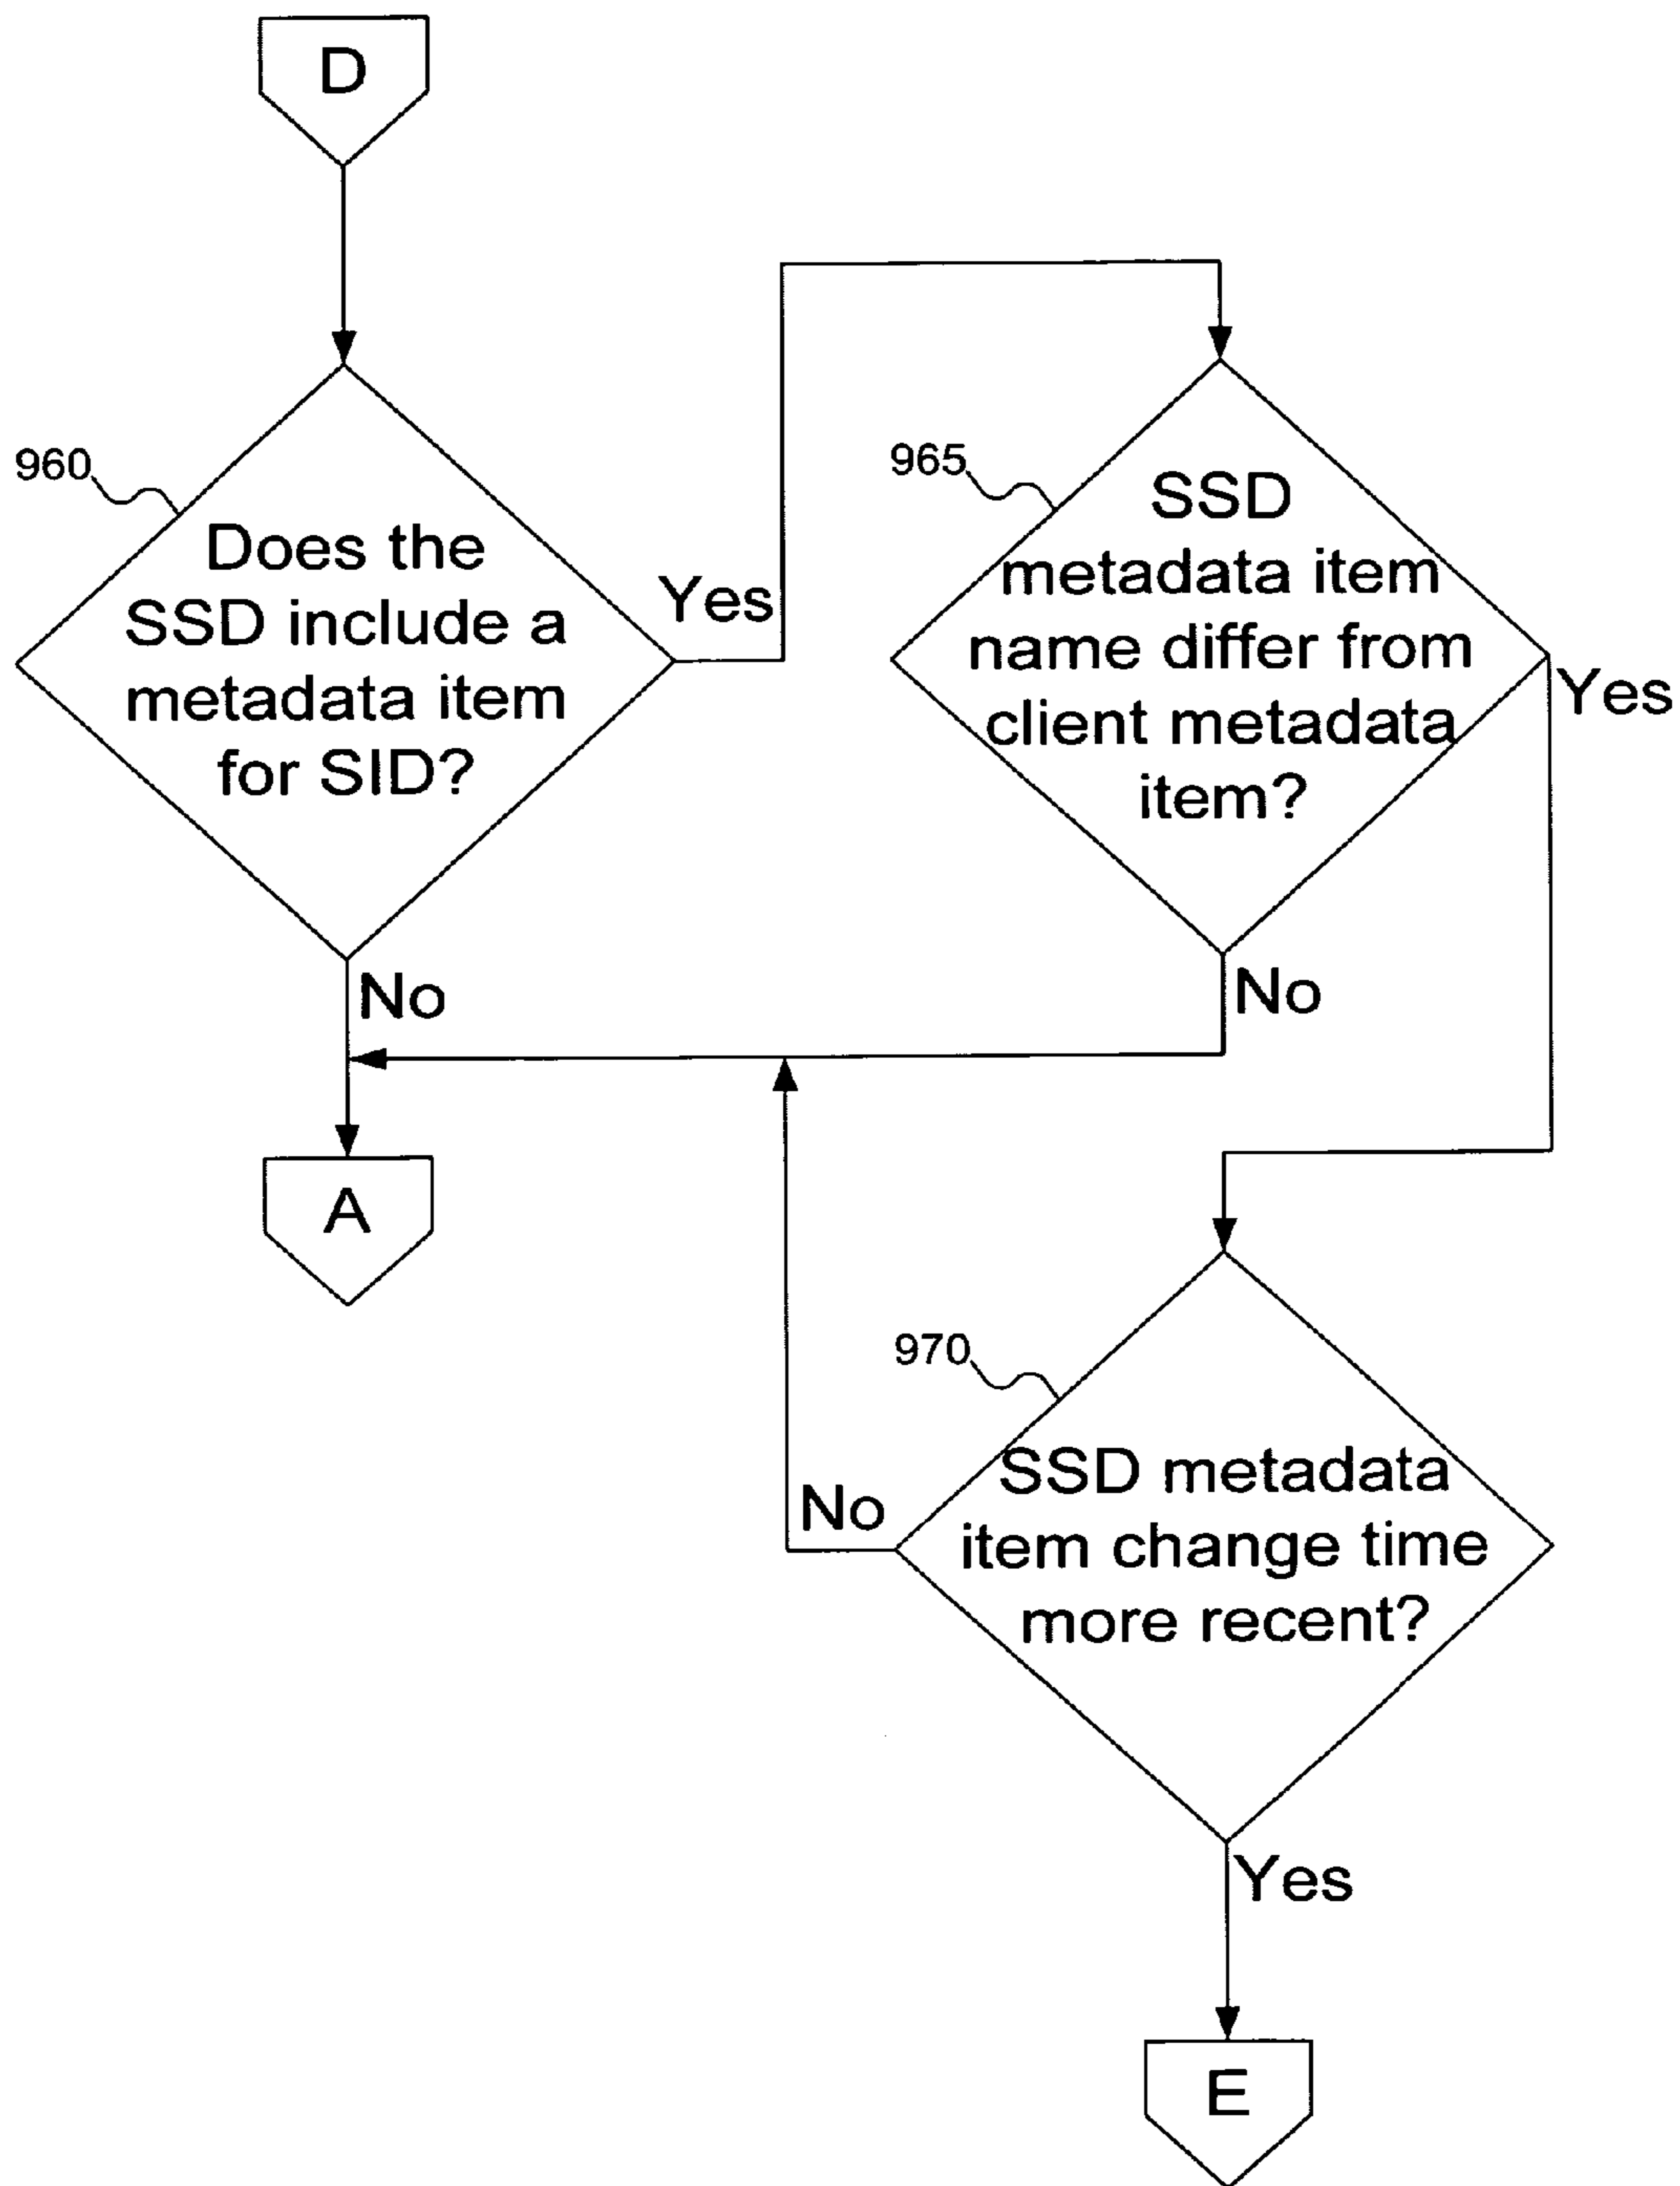 D
960
Does the
SSD include a
metadata item
for SID?
Yes
No
965
SSD
metadata item
name differ from
client metadata
item?
Yes
No
A
970
SSD metadata
item change time
more recent?
No
Yes
E